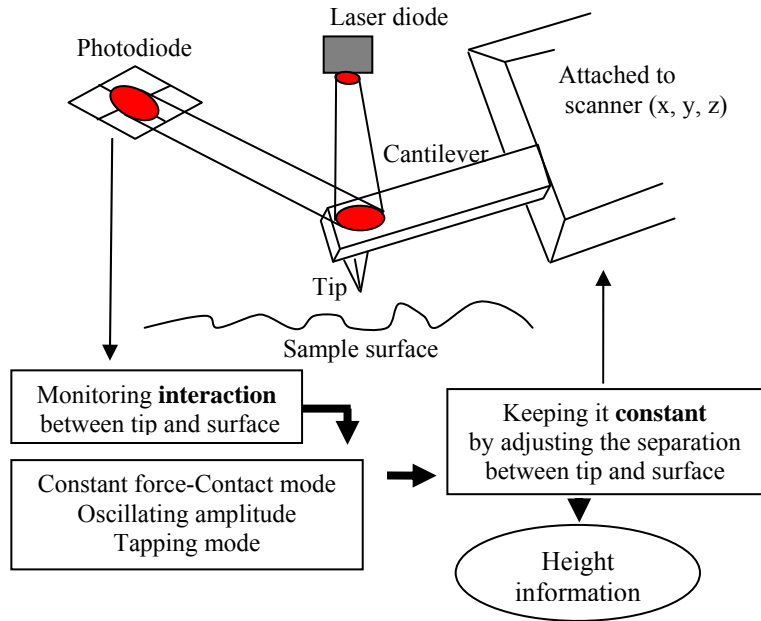 Laser diode
Photodiode
Attached to
scanner (x, y, z)
Cantilever
Tip
Sample surface
Monitoring interaction
between tip and surface
Keeping it constant
by adjusting the separation
between tip and surface
Constant force-Contact mode
Oscillating amplitude
Tapping mode
Height
information